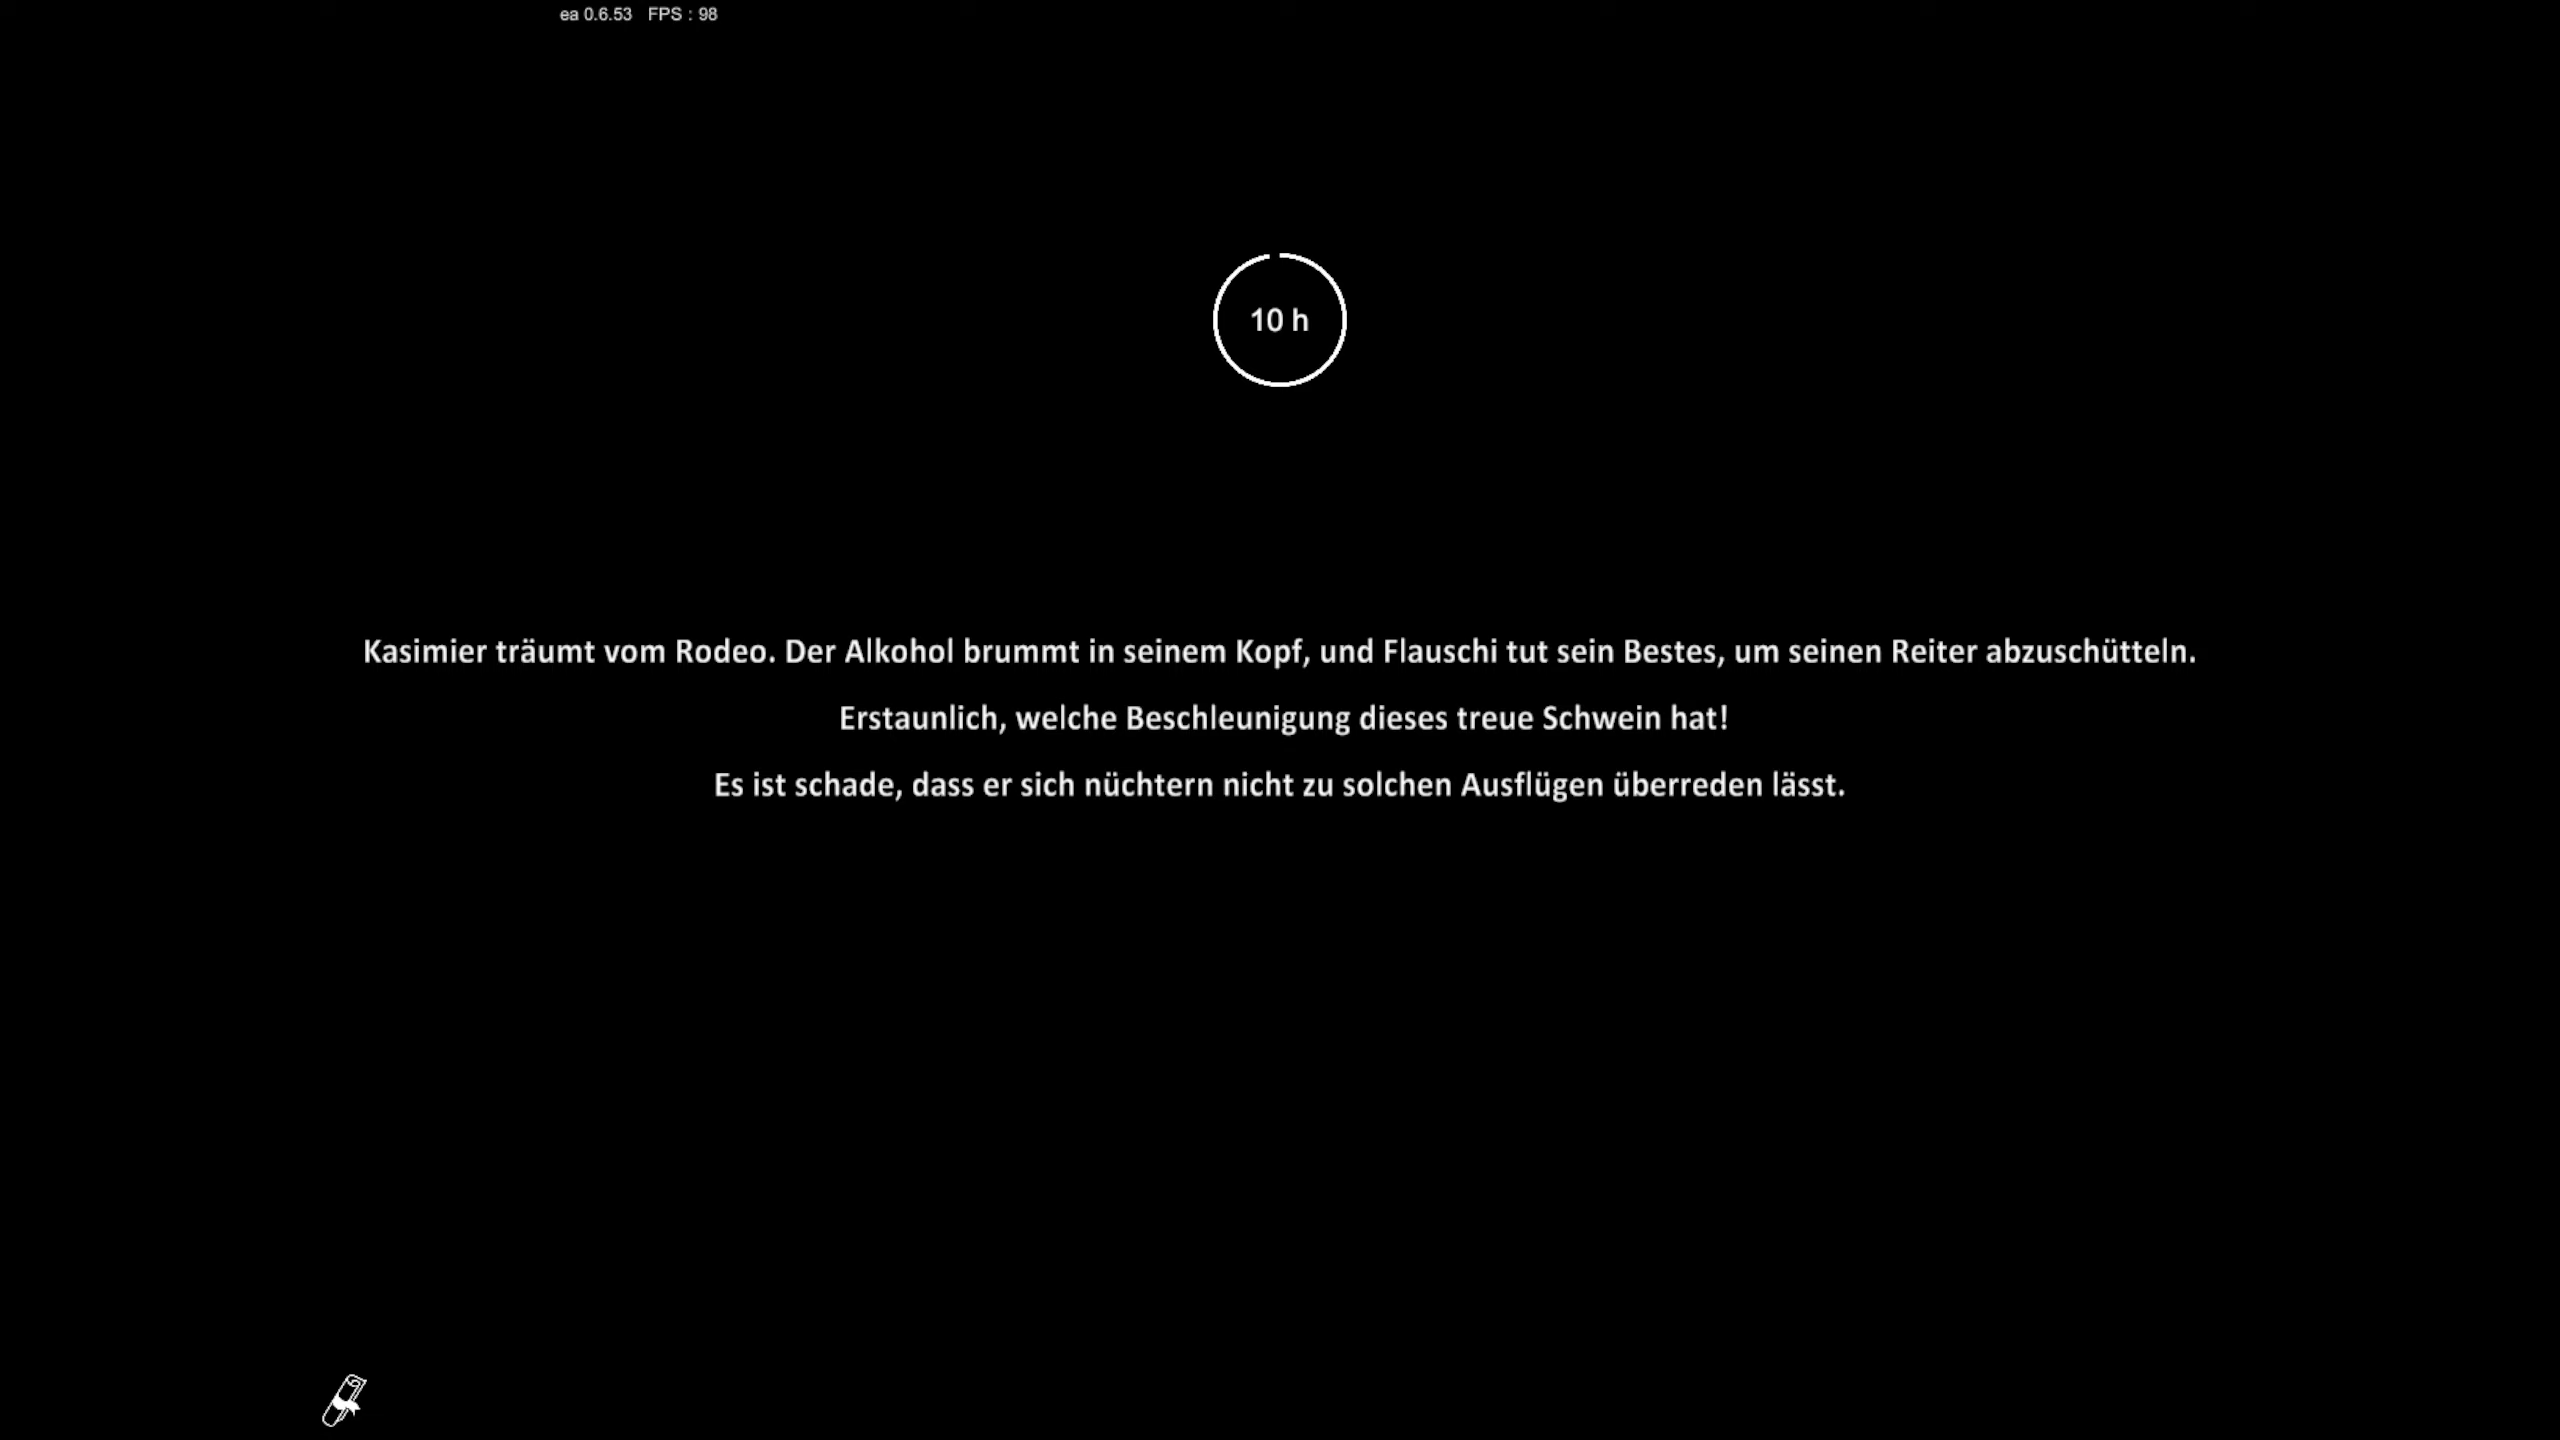 ea 0.6.53 FPS : 98
10 h
Kasimier träumt vom Rodeo. Der Alkohol brummt in seinem Kopf, und Flauschi tut sein Bestes, um seinen Reiter abzuschütteln.
Erstaunlich, welche Beschleunigung dieses treue Schwein hat!
Es ist schade, dass er sich nüchtern nicht zu solchen Ausflügen überreden lässt.